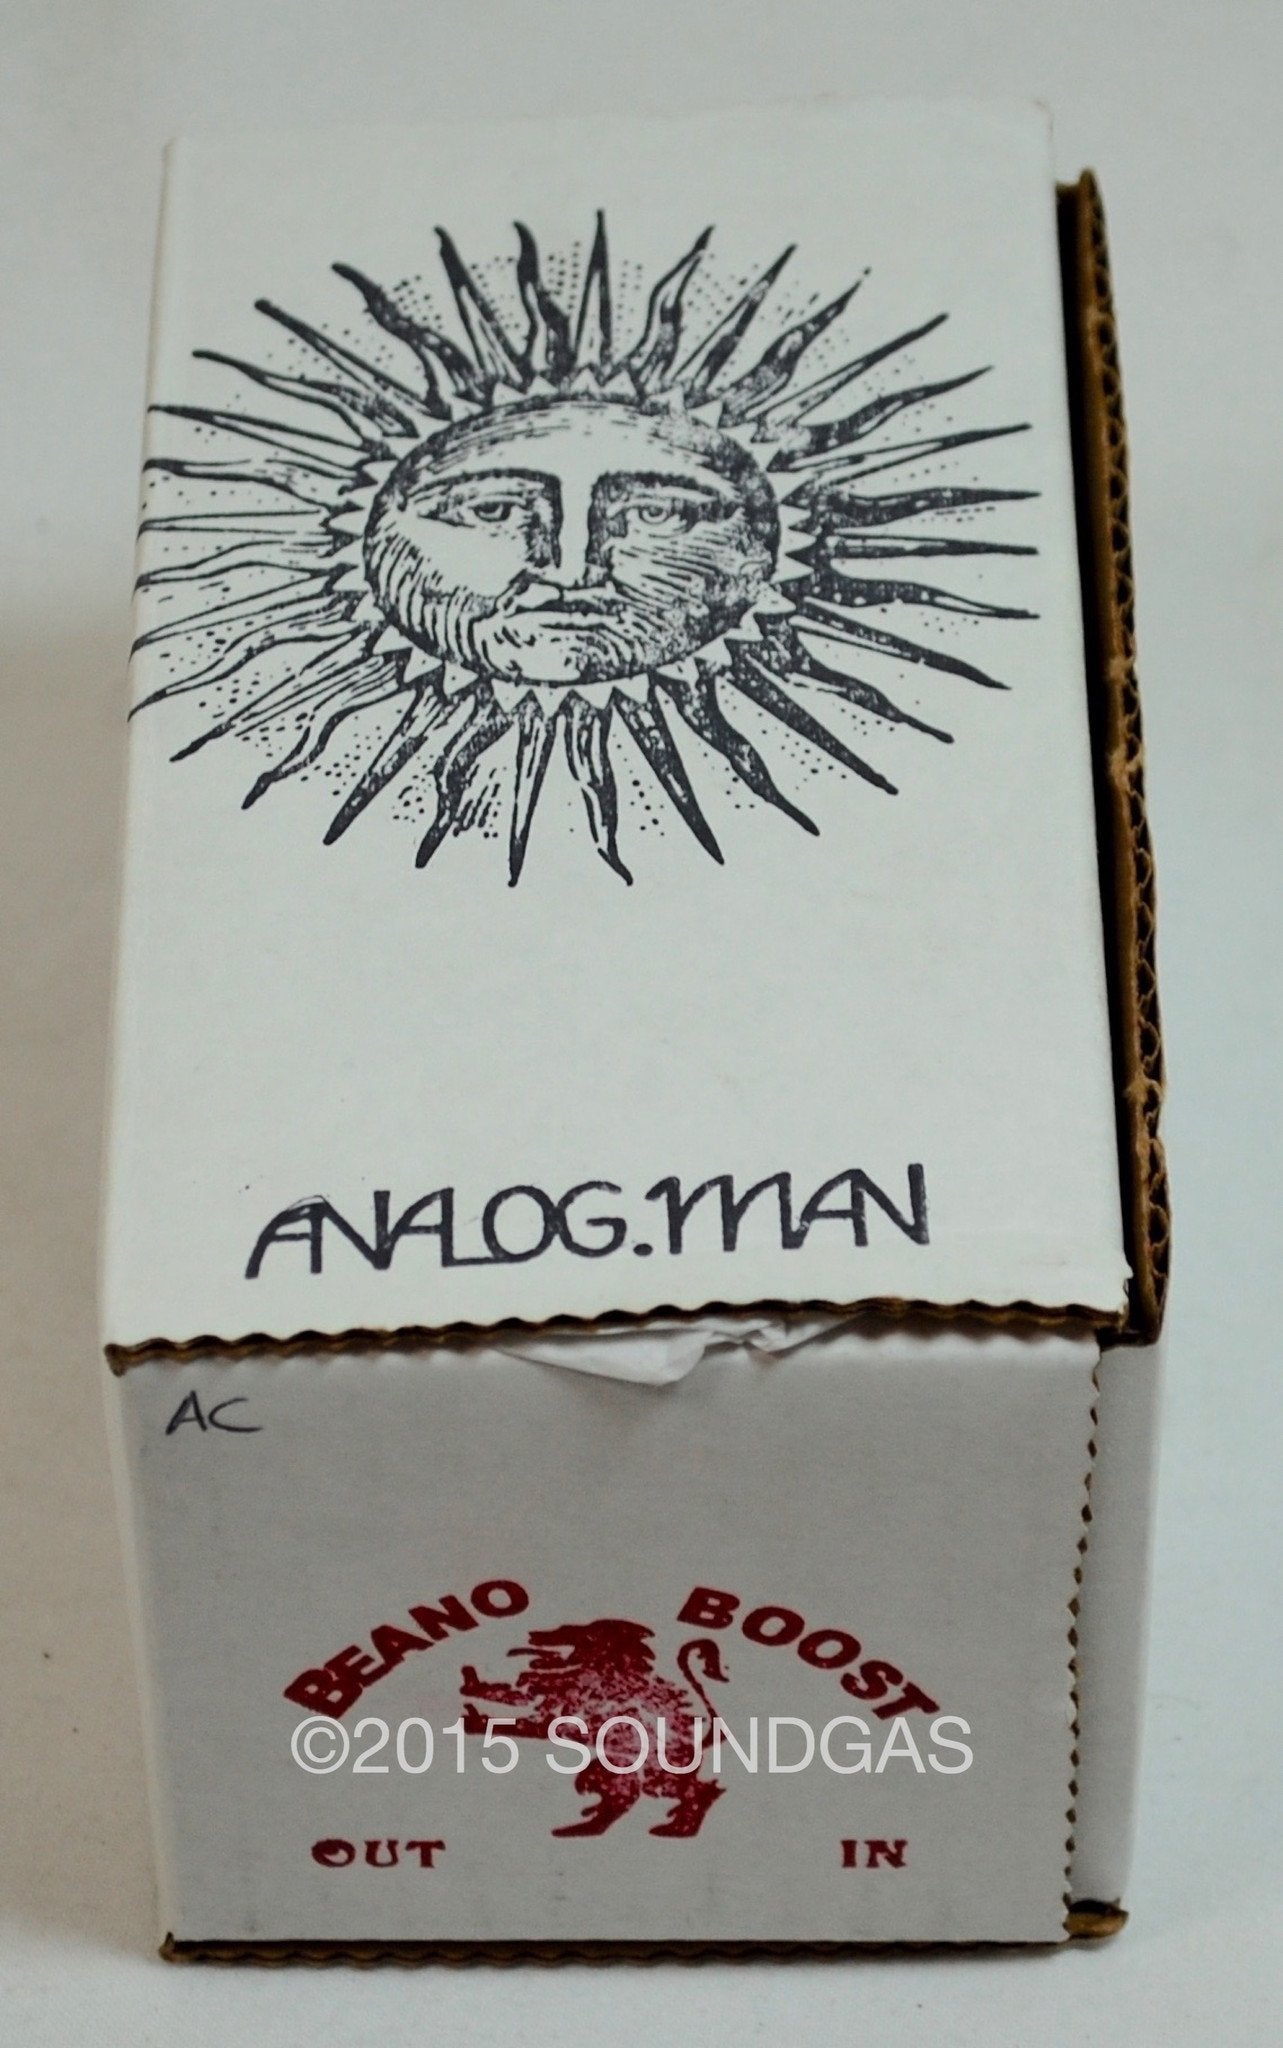 ANALOG.MAN
AC
BEANO BOOST
©2015 SOUNDGAS
OUT IN